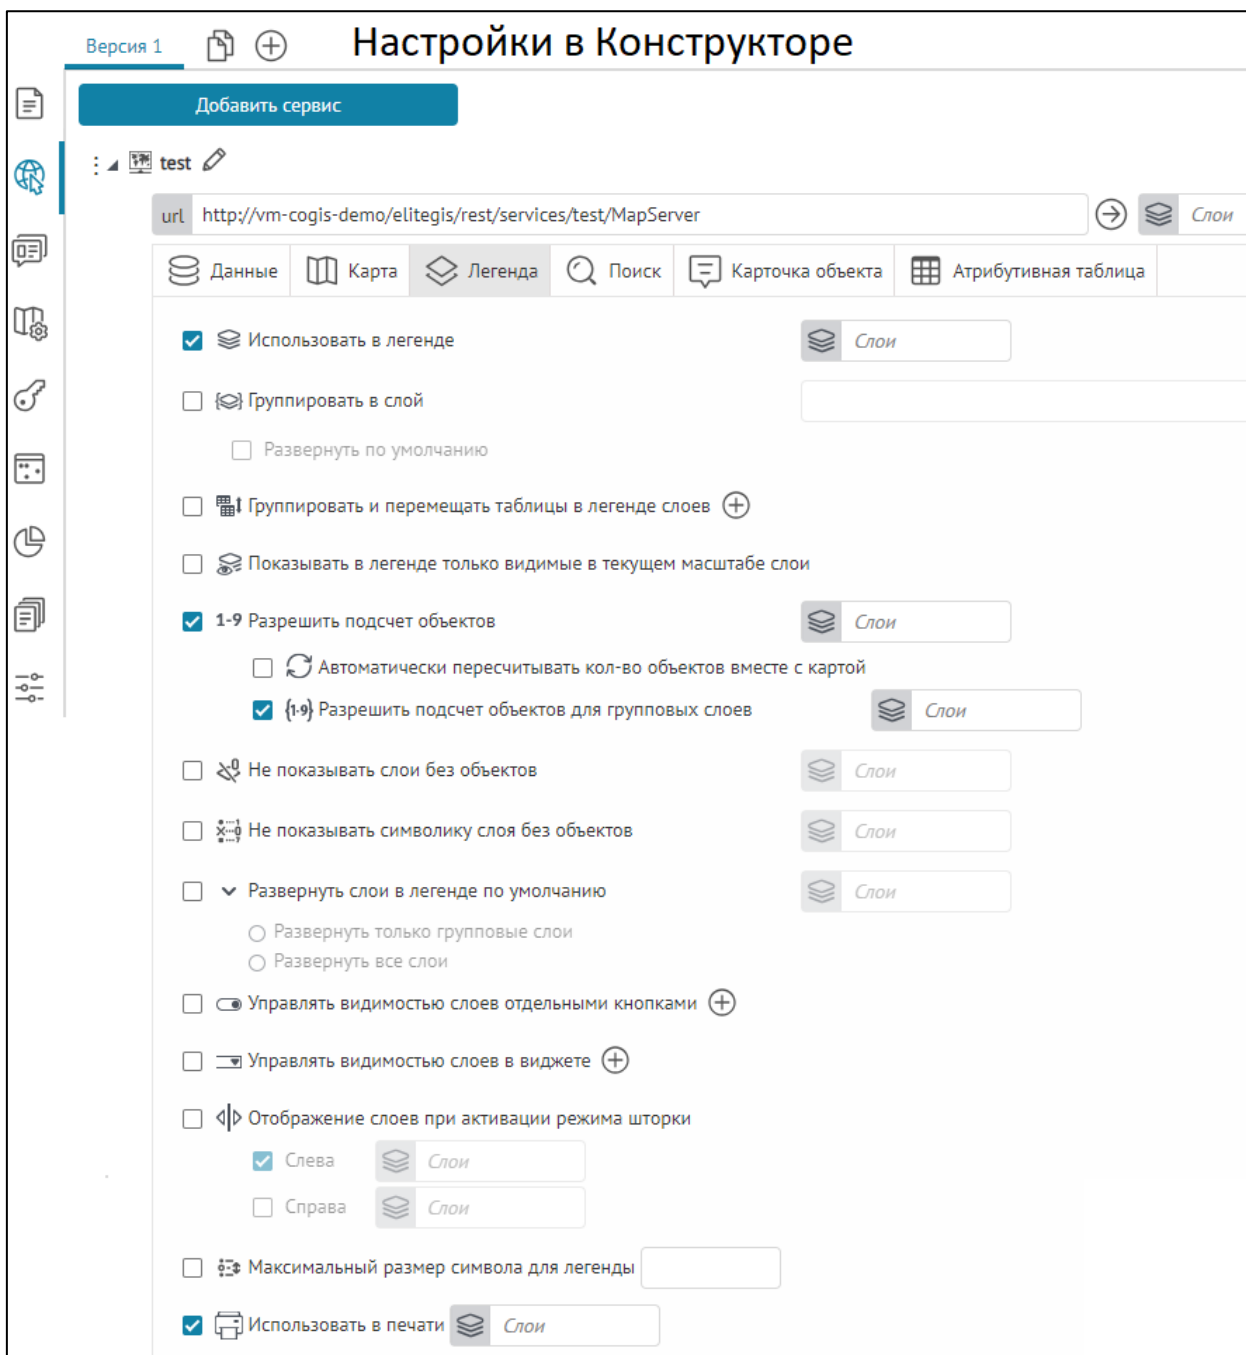 Версия 1 Настройки в Конструкторе
Добавить сервис
test
url http://vm-cogis-demo/elitegis/rest/services/test/MapServer Слои
Данные Карта Легенда Поиск Карточка объекта Атрибутивная таблица
Использовать в легенде Слои
Группировать в слой
Развернуть по умолчанию
Группировать и перемещать таблицы в легенде слоев
Показывать в легенде только видимые в текущем масштабе слои
1-9 Разрешить подсчет объектов Слои
Автоматически пересчитывать кол-во объектов вместе с картой
{1-9} Разрешить подсчет объектов для групповых слоев Слои
Не показывать слои без объектов Слои
Не показывать символику слоя без объектов Слои
Развернуть слои в легенде по умолчанию Слои
Развернуть только групповые слои
Развернуть все слои
Управлять видимостью слоев отдельными кнопками
Управлять видимостью слоев в виджете
Отображение слоев при активации режима шторки
Слева Слои
Справа Слои
Максимальный размер символа для легенды
Использовать в печати Слои